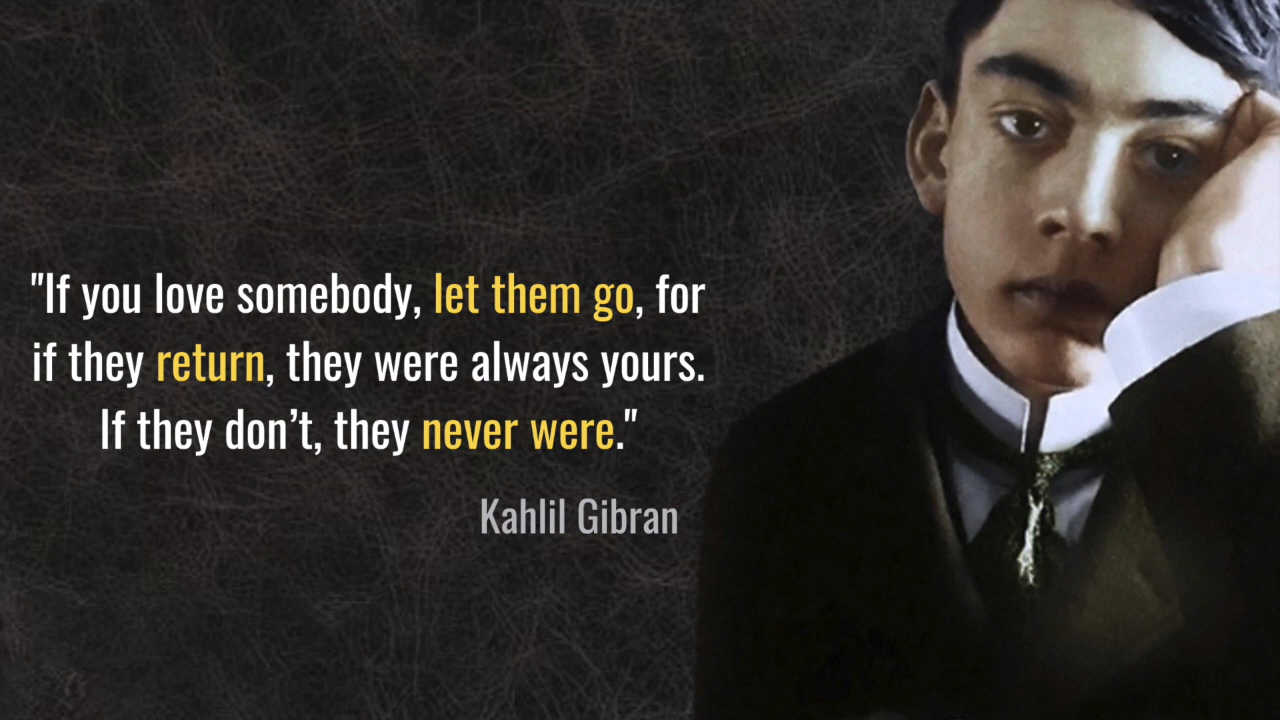 "If you love somebody, let them go, for
if they return, they were always yours.
If they don’t, they never were."
Kahlil Gibran